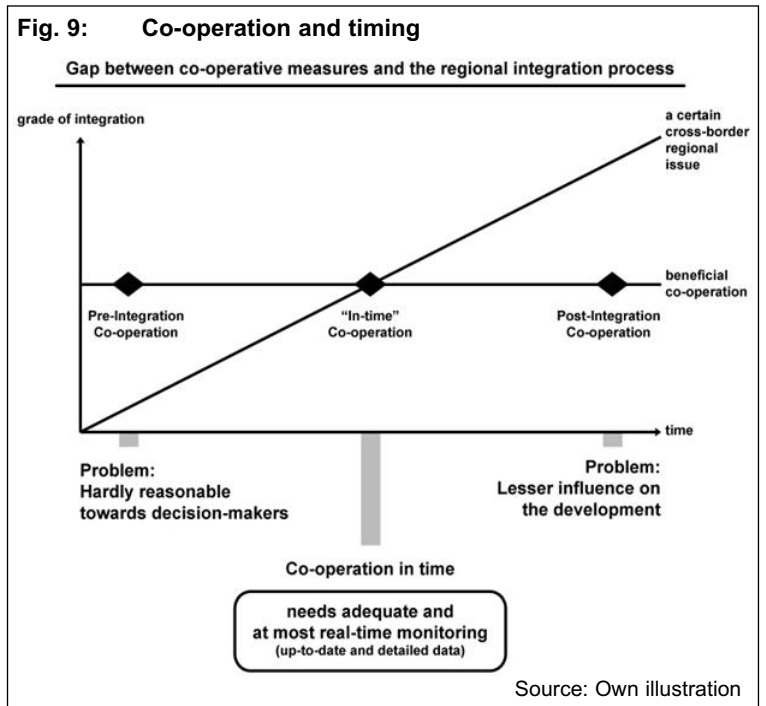 Fig. 9: Co-operation and timing
Gap between co-operative measures and the regional integration process
grade of integration
a certain
cross-border
regional
issue
beneficial
co-operation
Pre-Integration
Co-operation
“In-time”
Co-operation
Post-Integration
Co-operation
time
Problem:
Hardly reasonable
towards decision-makers
Problem:
Lesser influence on
the development
Co-operation in time
needs adequate and
at most real-time monitoring
(up-to-date and detailed data)
Source: Own illustration